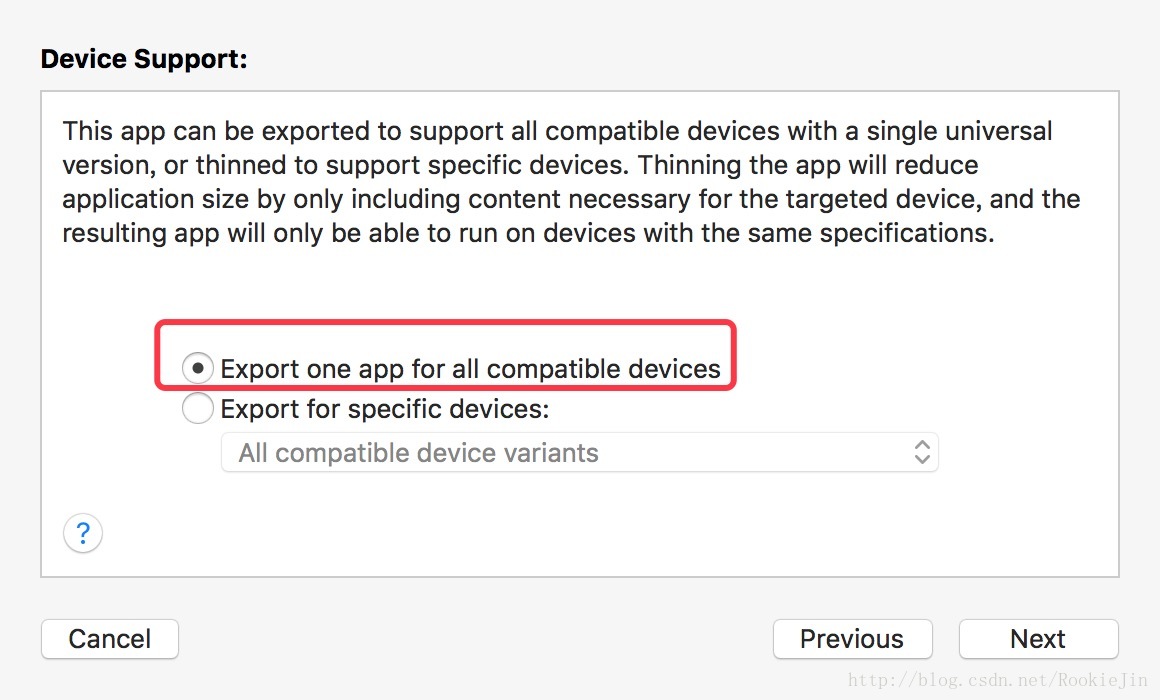 Device Support:
This app can be exported to support all compatible devices with a single universal
version, or thinned to support specific devices. Thinning the app will reduce
application size by only including content necessary for the targeted device, and the
resulting app will only be able to run on devices with the same specifications.
Export one app for all compatible devices
Export for specific devices:
All compatible device variants
?
Cancel
Previous
Next
http://blog.csdn.net/RookieJin